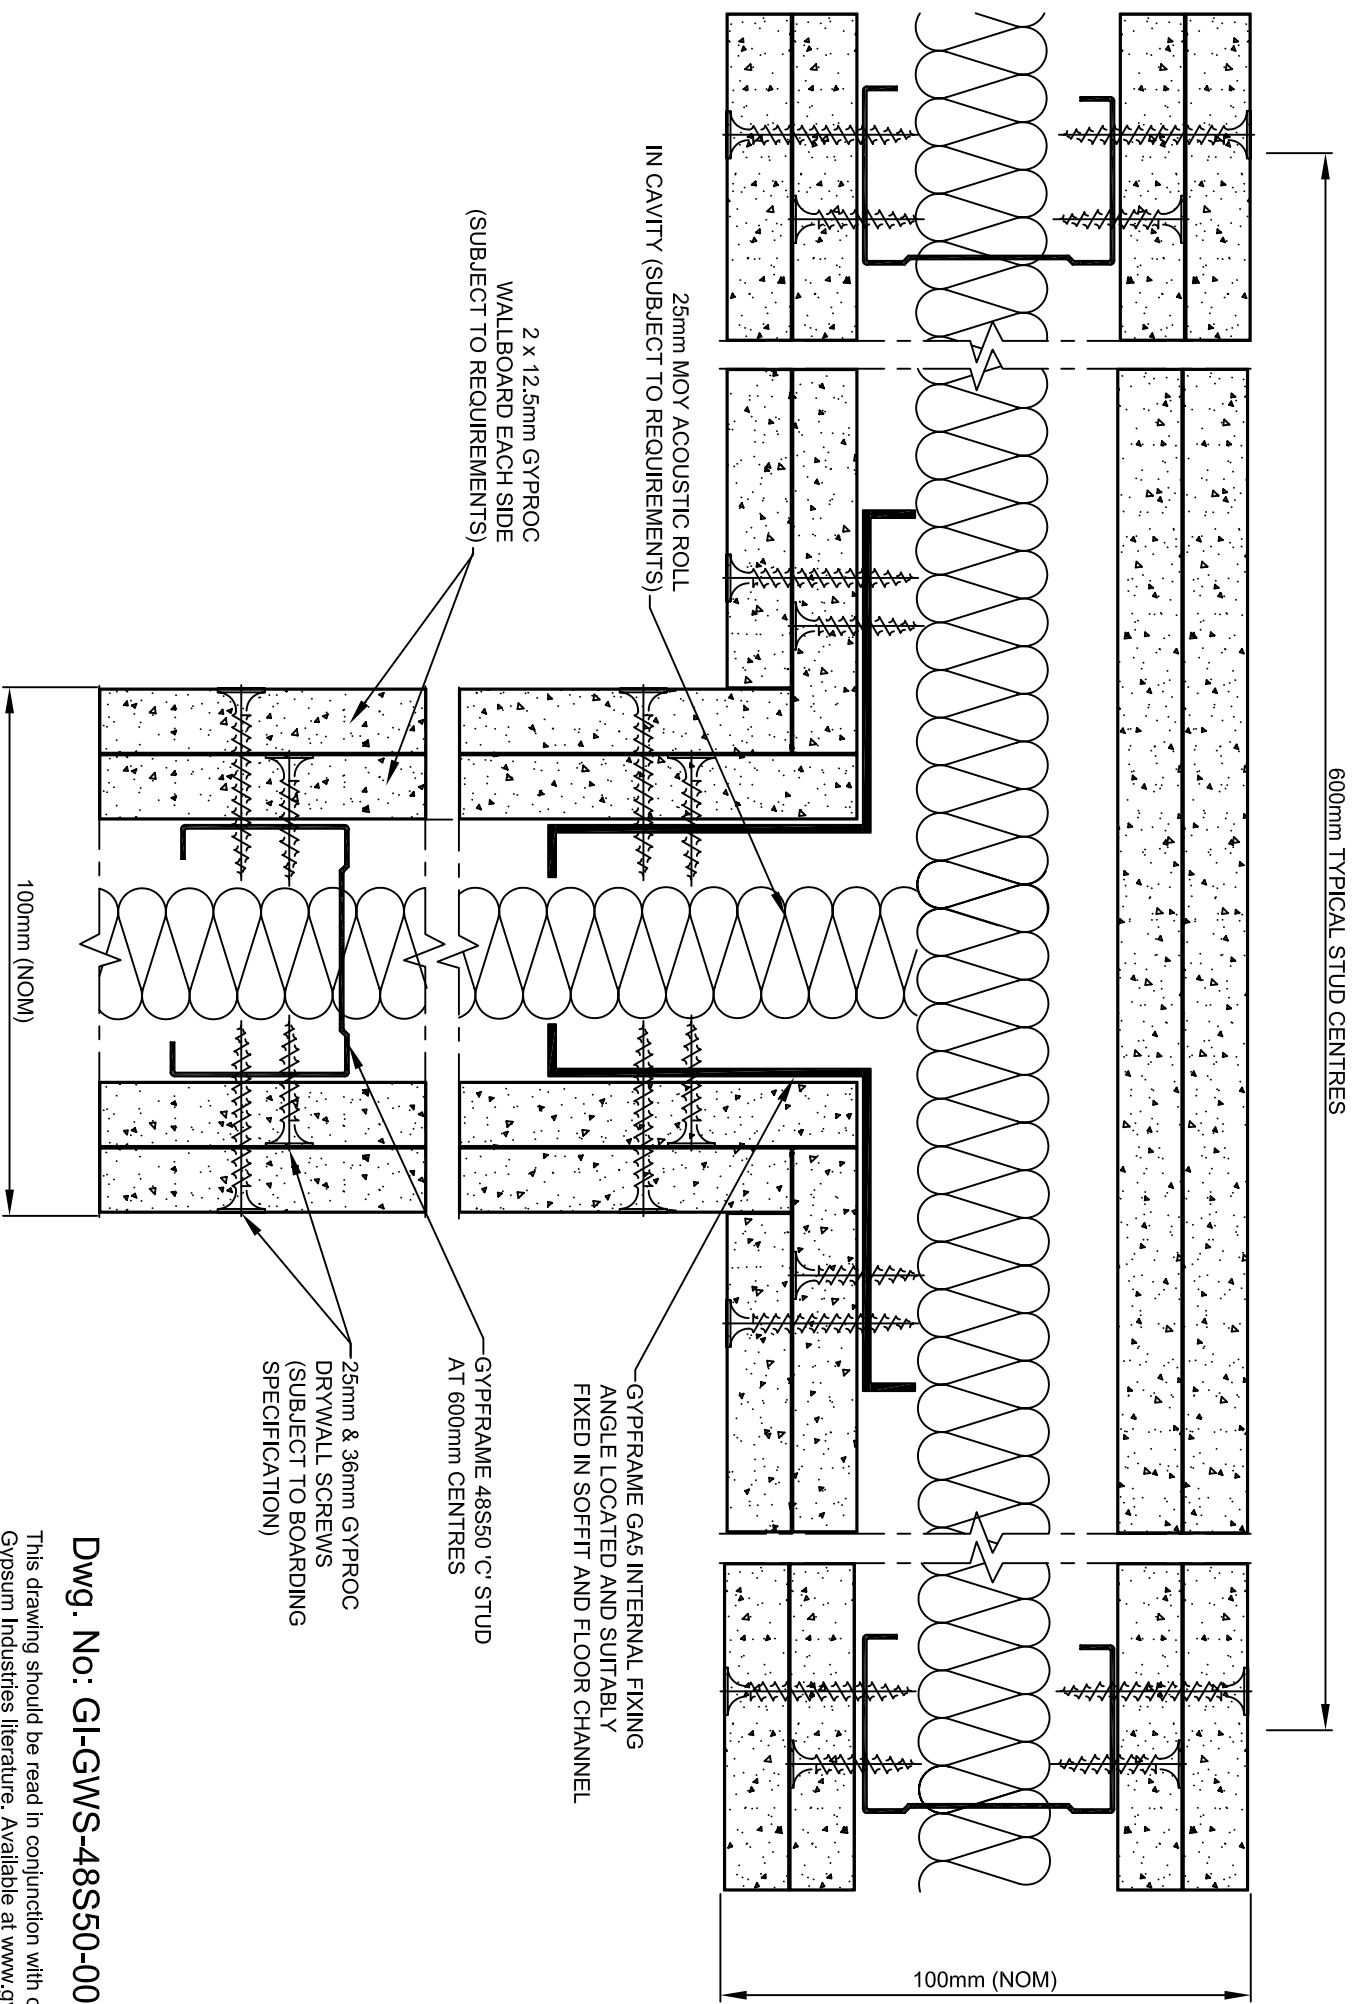 600mm TYPICAL STUD CENTRES
100mm (NOM)
25mm MOY ACOUSTIC ROLL
IN CAVITY (SUBJECT TO REQUIREMENTS)
2 x 12.5mm GYPROC
WALLBOARD EACH SIDE
(SUBJECT TO REQUIREMENTS)
GYPFRAME GA5 INTERNAL FIXING
ANGLE LOCATED AND SUITABLY
FIXED IN SOFFIT AND FLOOR CHANNEL
GYPFRAME 48S50 'C' STUD
AT 600mm CENTRES
25mm & 36mm GYPROC
DRYWALL SCREWS
(SUBJECT TO BOARDING
SPECIFICATION)
100mm (NOM)
Dwg. No: GI-GWS-48S50-00
This drawing should be read in conjunction with
Gypsum Industries literature. Available at